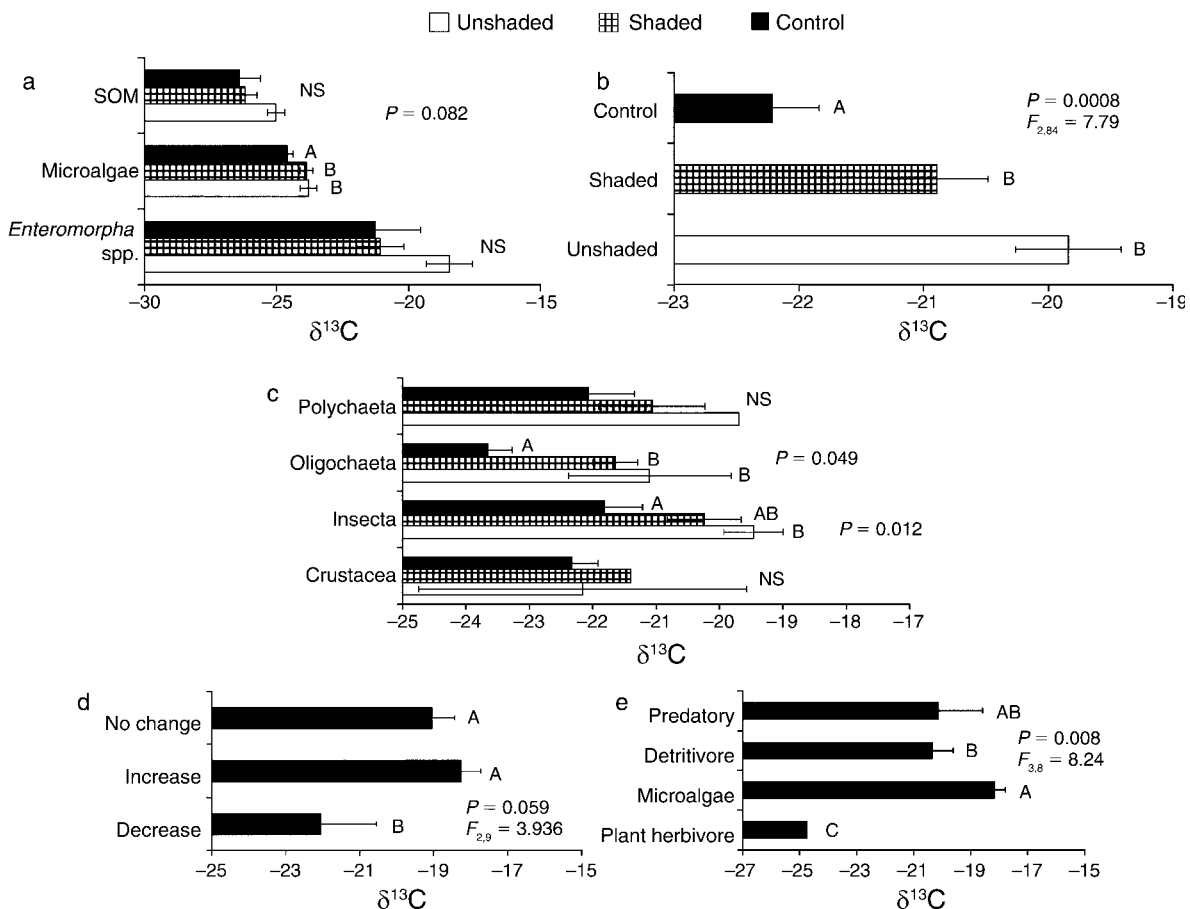 Unshaded Shaded Control
a
SOM
Microalgae
Enteromorpha
spp.
NS
P = 0.082
A
B
B
NS
–30 –25 –20 –15
δ¹³C
b
Control
Shaded
Unshaded
A
B
B
P = 0.0008
F2,84 = 7.79
–23 –22 –21 –20 –19
δ¹³C
c
Polychaeta
Oligochaeta
Insecta
Crustacea
NS
A
B
B
P = 0.049
A
AB
B
P = 0.012
NS
–25 –24 –23 –22 –21 –20 –19 –18 –17
δ¹³C
d
No change
Increase
Decrease
A
A
B
P = 0.059
F2,9 = 3.936
–25 –23 –21 –19 –17 –15
δ¹³C
e
Predatory
Detritivore
Microalgae
Plant herbivore
AB
B
A
C
P = 0.008
F3,8 = 8.24
–27 –25 –23 –21 –19 –17 –15
δ¹³C